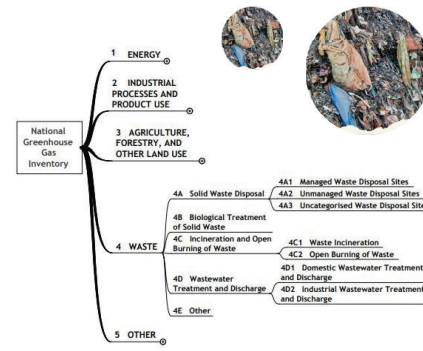 National
Greenhouse
Gas
Inventory
1 ENERGY
2 INDUSTRIAL
PROCESSES AND
PRODUCT USE
3 AGRICULTURE,
FORESTRY, AND
OTHER LAND USE
4 WASTE
4A Solid Waste Disposal
4A1 Managed Waste Disposal Sites
4A2 Unmanaged Waste Disposal Sites
4A3 Uncategorised Waste Disposal Sites
4B Biological Treatment
of Solid Waste
4C Incineration and Open
Burning of Waste
4C1 Waste Incineration
4C2 Open Burning of Waste
4D Wastewater
Treatment and Discharge
4D1 Domestic Wastewater Treatment
and Discharge
4D2 Industrial Wastewater Treatment
and Discharge
4E Other
5 OTHER